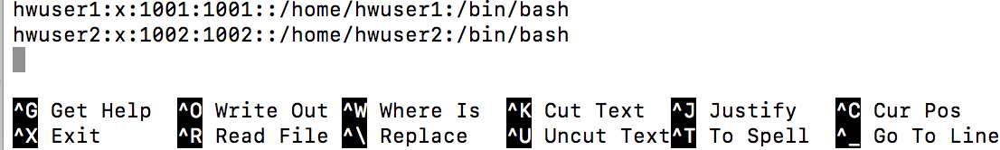 hwuser1:x:1001:1001::/home/hwuser1:/bin/bash
hwuser2:x:1002:1002::/home/hwuser2:/bin/bash
^G Get Help ^O Write Out ^W Where Is ^K Cut Text ^J Justify ^C Cur Pos
^X Exit ^R Read File ^\ Replace ^U Uncut Text ^T To Spell ^_ Go To Line